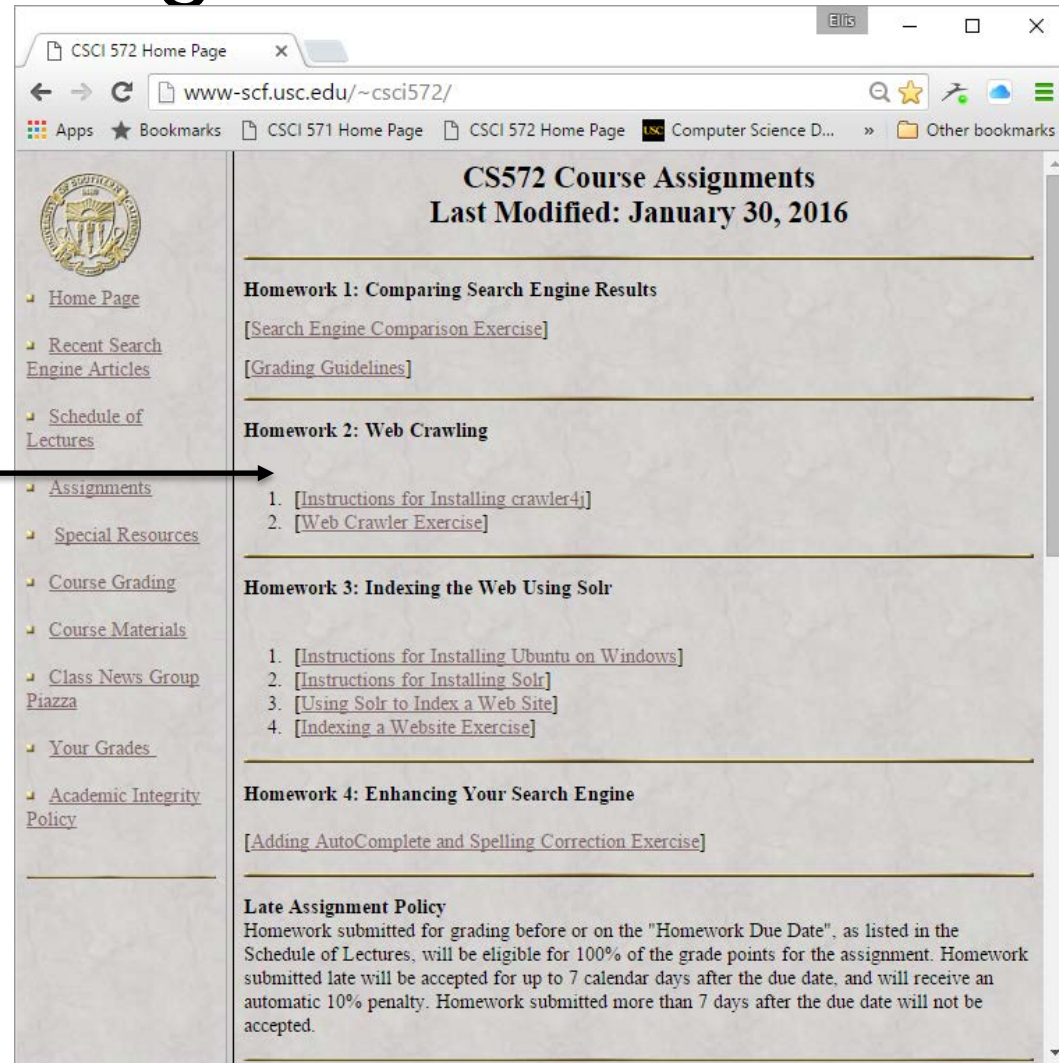 Ellis
CSCI 572 Home Page
www-scf.usc.edu/~csci572/
Apps Bookmarks CSCI 571 Home Page CSCI 572 Home Page USC Computer Science D... » Other bookmarks
Home Page
Recent Search
Engine Articles
Schedule of
Lectures
Assignments
Special Resources
Course Grading
Course Materials
Class News Group
Piazza
Your Grades
Academic Integrity
Policy
CS572 Course Assignments
Last Modified: January 30, 2016
Homework 1: Comparing Search Engine Results
[Search Engine Comparison Exercise]
[Grading Guidelines]
Homework 2: Web Crawling
1. [Instructions for Installing crawler4j]
2. [Web Crawler Exercise]
Homework 3: Indexing the Web Using Solr
1. [Instructions for Installing Ubuntu on Windows]
2. [Instructions for Installing Solr]
3. [Using Solr to Index a Web Site]
4. [Indexing a Website Exercise]
Homework 4: Enhancing Your Search Engine
[Adding AutoComplete and Spelling Correction Exercise]
Late Assignment Policy
Homework submitted for grading before or on the "Homework Due Date", as listed in the
Schedule of Lectures, will be eligible for 100% of the grade points for the assignment. Homework
submitted late will be accepted for up to 7 calendar days after the due date, and will receive an
automatic 10% penalty. Homework submitted more than 7 days after the due date will not be
accepted.